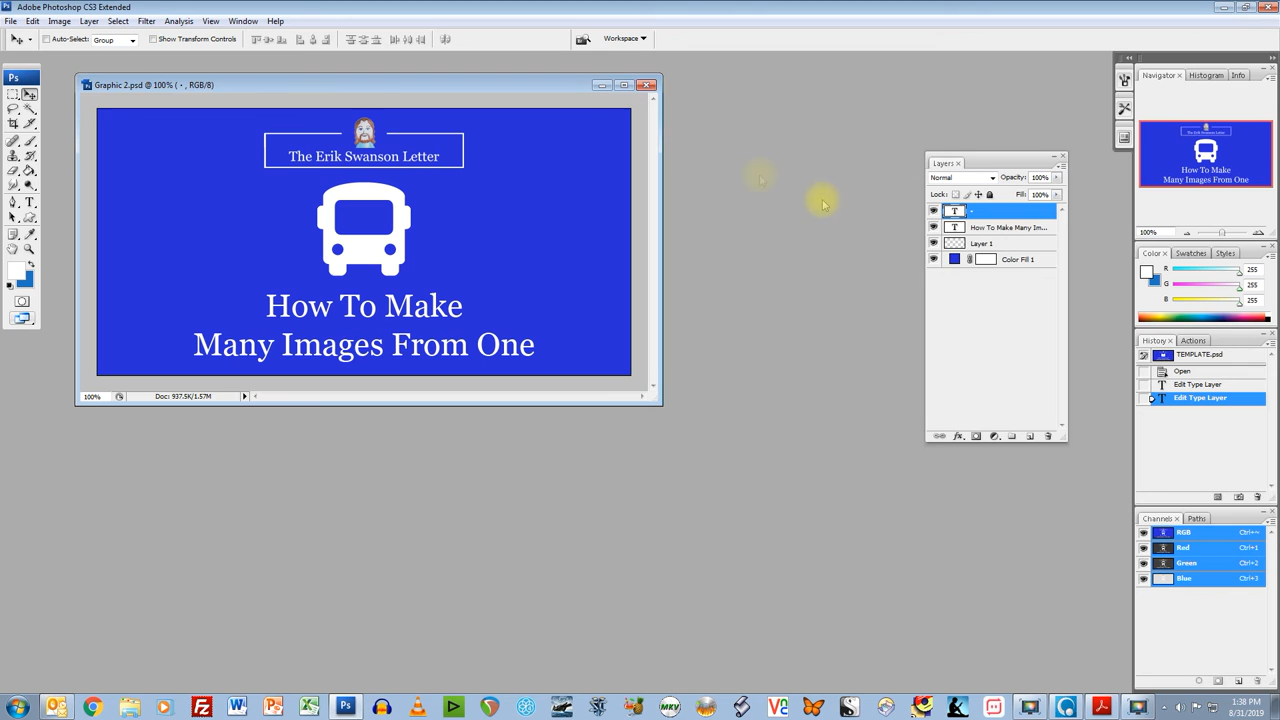 Adobe Photoshop CS3 Extended
File Edit Image Layer Select Filter Analysis View Window Help
Auto-Select: Group Show Transform Controls Workspace
Ps
Graphic 2.psd @ 100% ( • , RGB/8)
The Erik Swanson Letter
How To Make
Many Images From One
100% Doc: 937.5K/1.57M
Layers
Normal Opacity: 100%
Lock: Fill: 100%
T
T How To Make Many Im...
Layer 1
Color Fill 1
fx
Navigator Histogram Info
The Erik Swanson Letter
How To Make
Many Images From One
100%
Color Swatches Styles
R 255
G 255
B 255
History Actions
TEMPLATE.psd
Open
T Edit Type Layer
T Edit Type Layer
Channels Paths
RGB Ctrl+~
Red Ctrl+1
Green Ctrl+2
Blue Ctrl+3
1:38 PM
8/31/2019